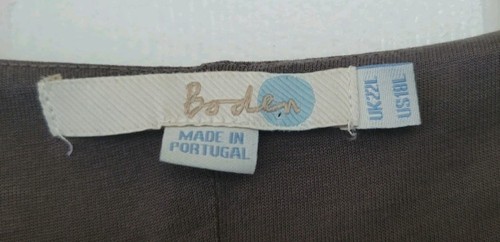 Boden
MADE IN
PORTUGAL
UK22L
US18L